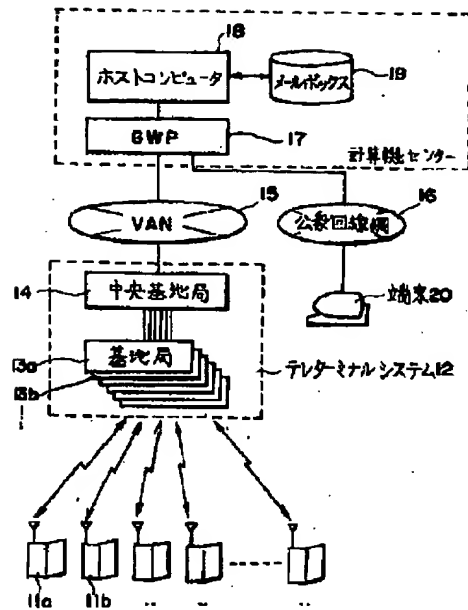 18
ホストコンピュータ
メールボックス
19
GWP
17
計算機センター
15
VAN
16
公衆回線網
14
中央基地局
端末20
13a
基地局
13b
テレターミナルシステム12
11a
11b